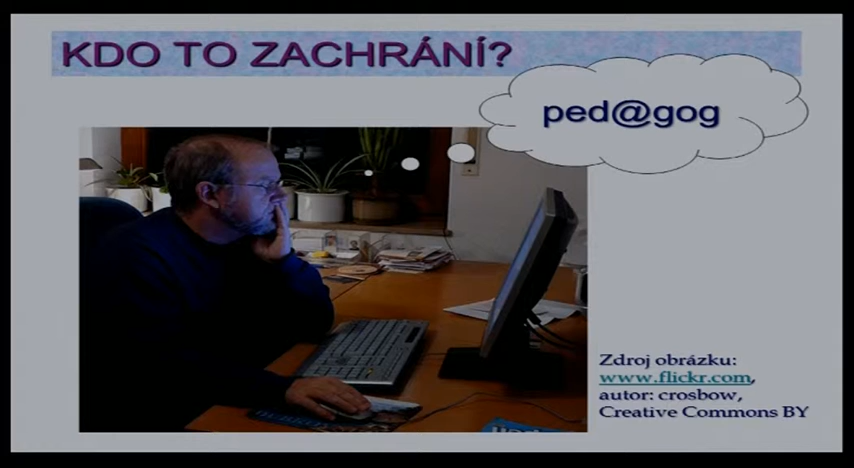 KDO TO ZACHRÁNÍ?
ped@gog
Zdroj obrázku:
www.flickr.com,
autor: crosbow,
Creative Commons BY